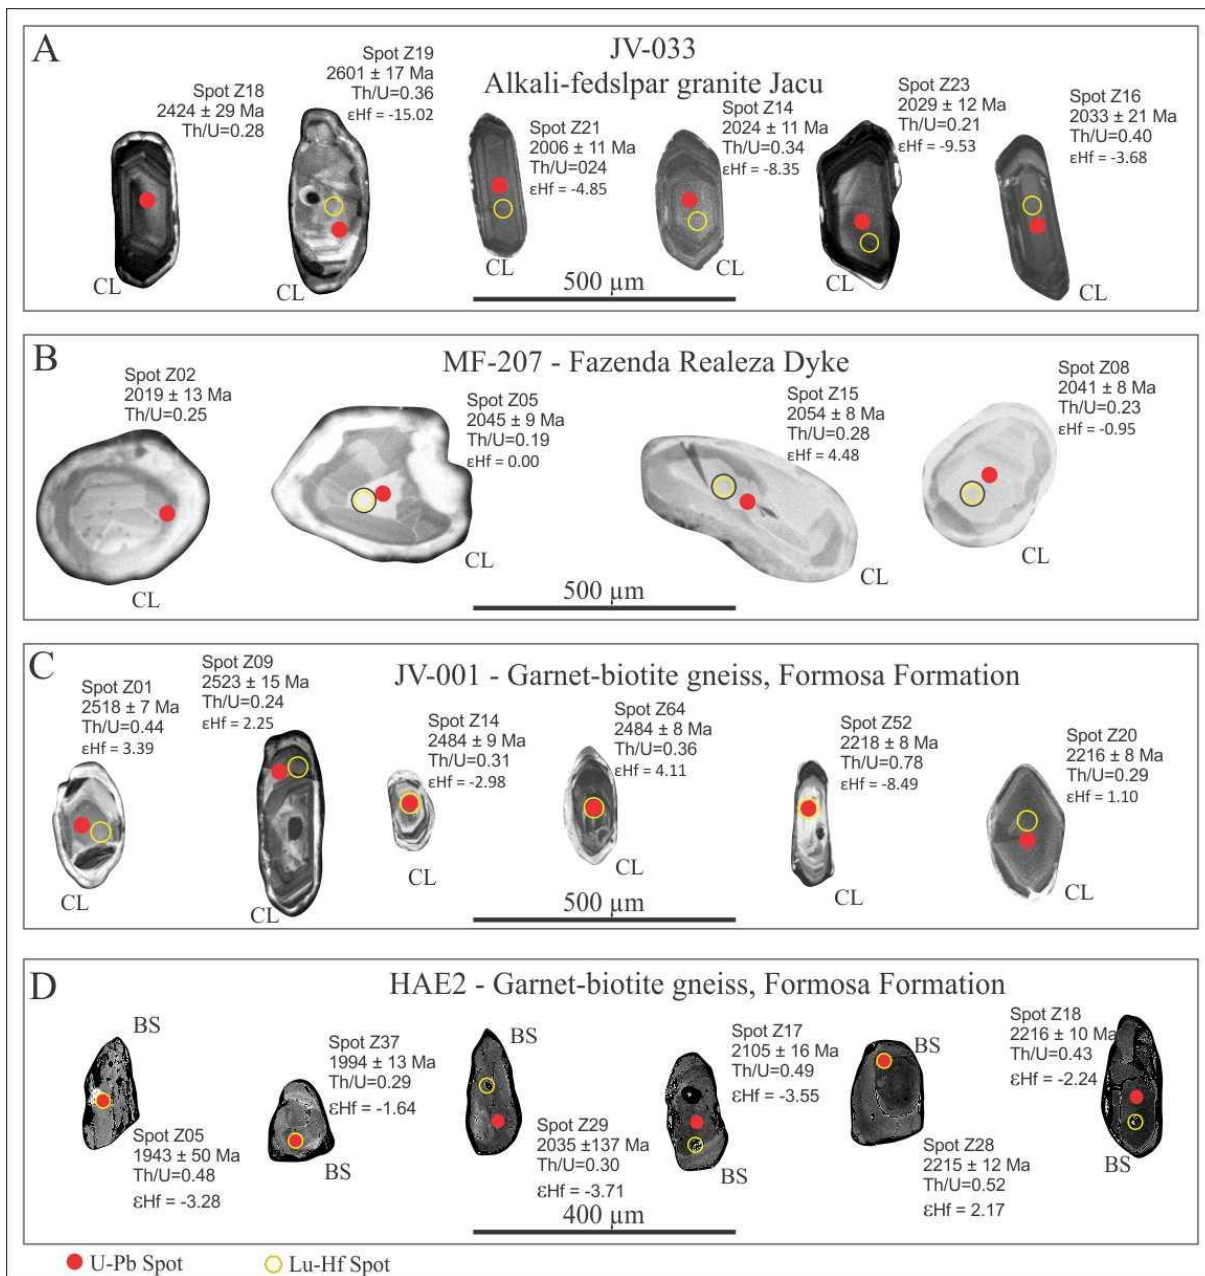 A
JV-033
Alkali-fedslpar granite Jacu
Spot Z18
2424 ± 29 Ma
Th/U=0.28
CL
Spot Z19
2601 ± 17 Ma
Th/U=0.36
εHf = -15.02
CL
Spot Z21
2006 ± 11 Ma
Th/U=024
εHf = -4.85
Spot Z14
2024 ± 11 Ma
Th/U=0.34
εHf = -8.35
CL
Spot Z23
2029 ± 12 Ma
Th/U=0.21
εHf = -9.53
CL
Spot Z16
2033 ± 21 Ma
Th/U=0.40
εHf = -3.68
CL
500 µm
B
MF-207 - Fazenda Realeza Dyke
Spot Z02
2019 ± 13 Ma
Th/U=0.25
CL
Spot Z05
2045 ± 9 Ma
Th/U=0.19
εHf = 0.00
CL
Spot Z15
2054 ± 8 Ma
Th/U=0.28
εHf = 4.48
CL
Spot Z08
2041 ± 8 Ma
Th/U=0.23
εHf = -0.95
CL
500 µm
C
JV-001 - Garnet-biotite gneiss, Formosa Formation
Spot Z01
2518 ± 7 Ma
Th/U=0.44
εHf = 3.39
CL
Spot Z09
2523 ± 15 Ma
Th/U=0.24
εHf = 2.25
CL
Spot Z14
2484 ± 9 Ma
Th/U=0.31
εHf = -2.98
CL
Spot Z64
2484 ± 8 Ma
Th/U=0.36
εHf = 4.11
CL
Spot Z52
2218 ± 8 Ma
Th/U=0.78
εHf = -8.49
CL
Spot Z20
2216 ± 8 Ma
Th/U=0.29
εHf = 1.10
CL
500 µm
D
HAE2 - Garnet-biotite gneiss, Formosa Formation
BS
Spot Z05
1943 ± 50 Ma
Th/U=0.48
εHf = -3.28
Spot Z37
1994 ± 13 Ma
Th/U=0.29
εHf = -1.64
BS
BS
Spot Z29
2035 ±137 Ma
Th/U=0.30
εHf = -3.71
Spot Z17
2105 ± 16 Ma
Th/U=0.49
εHf = -3.55
BS
BS
Spot Z28
2215 ± 12 Ma
Th/U=0.52
εHf = 2.17
Spot Z18
2216 ± 10 Ma
Th/U=0.43
εHf = -2.24
BS
400 µm
U-Pb Spot
Lu-Hf Spot